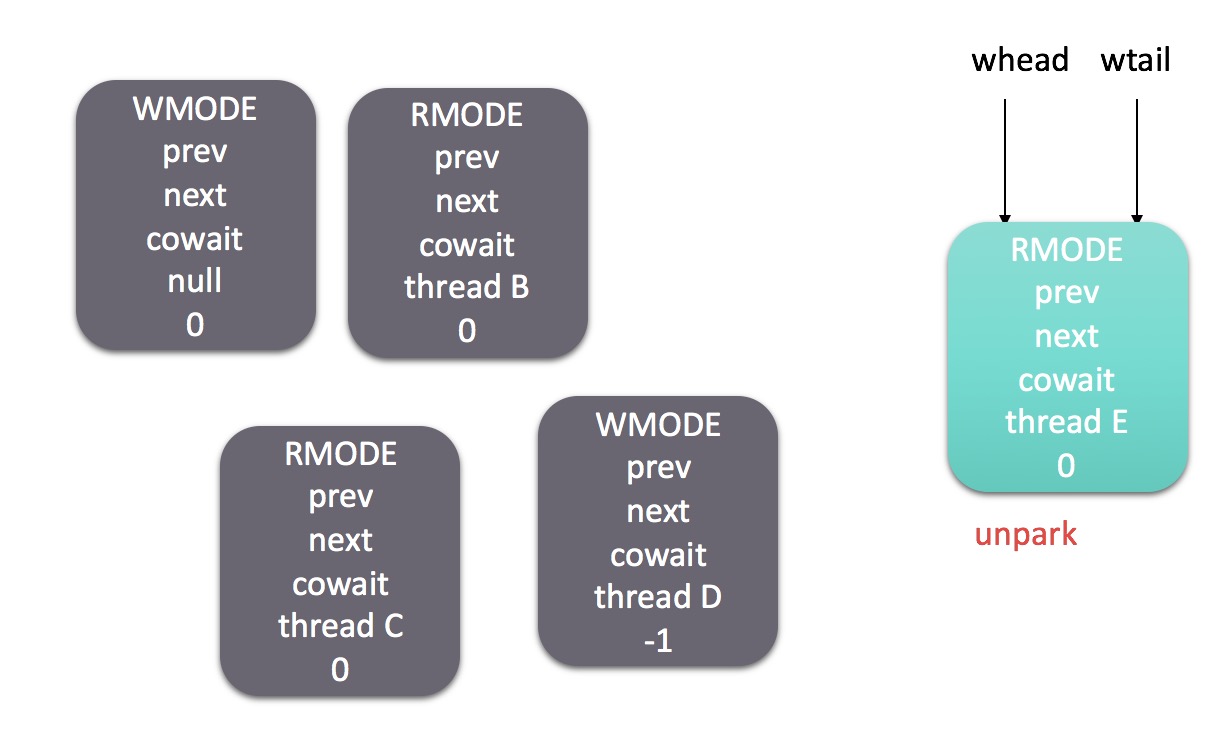 whead wtail
WMODE
prev
next
cowait
null
0
RMODE
prev
next
cowait
thread B
0
RMODE
prev
next
cowait
thread E
0
unpark
RMODE
prev
next
cowait
thread C
0
WMODE
prev
next
cowait
thread D
-1